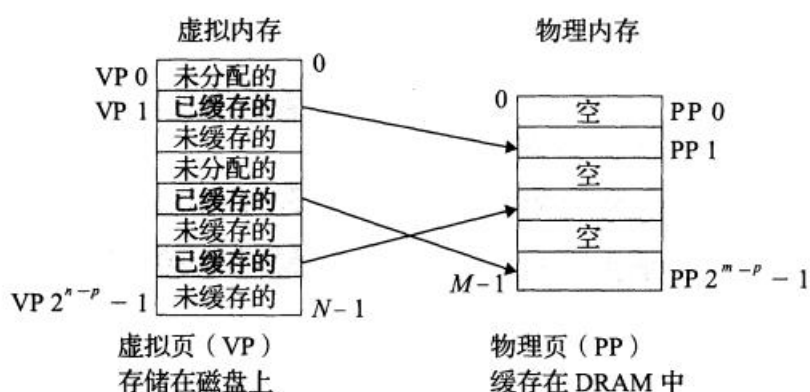 虚拟内存
VP 0
未分配的
0
VP 1
已缓存的
未缓存的
未分配的
已缓存的
未缓存的
已缓存的
VP 2^{n-p} - 1
未缓存的
N-1
虚拟页（VP）
存储在磁盘上
物理内存
0
空
PP 0
PP 1
空
空
M-1
PP 2^{m-p} - 1
物理页（PP）
缓存在 DRAM 中